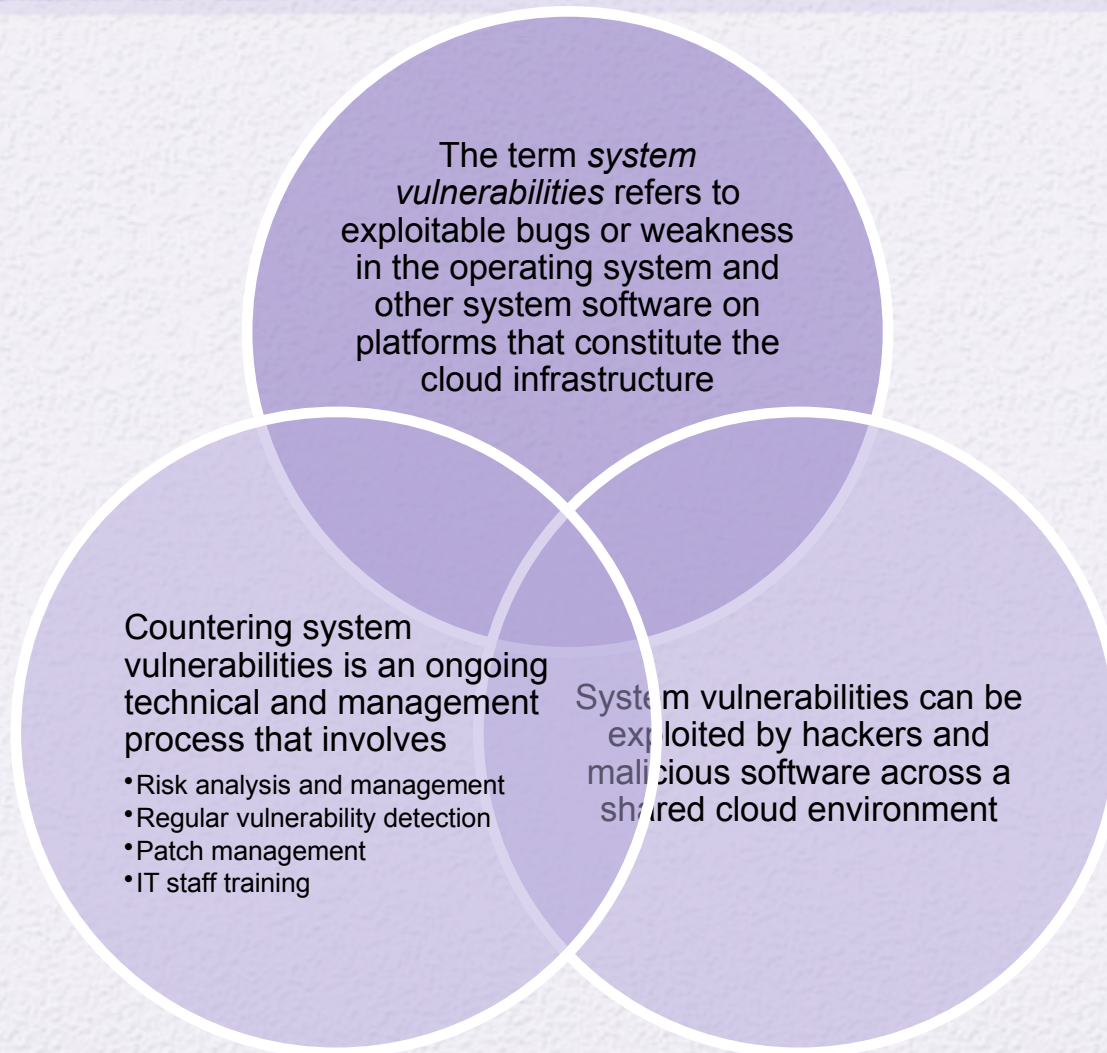 The term system
vulnerabilities refers to
exploitable bugs or weakness
in the operating system and
other system software on
platforms that constitute the
cloud infrastructure
Countering system
vulnerabilities is an ongoing
technical and management
process that involves
•Risk analysis and management
•Regular vulnerability detection
•Patch management
•IT staff training
System vulnerabilities can be
exploited by hackers and
malicious software across a
shared cloud environment